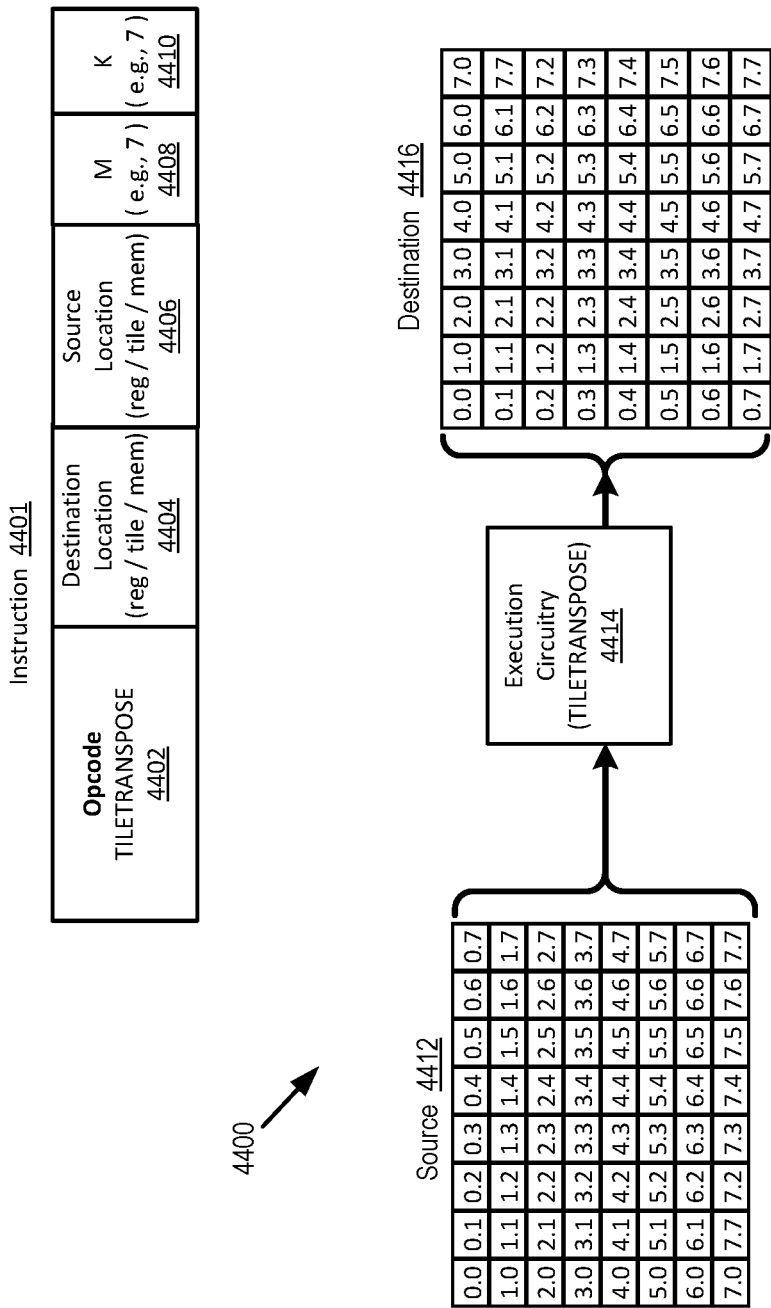 Instruction 4401
Opcode
TILETRANSPOSE
4402
Destination
Location
(reg / tile / mem)
4404
Source
Location
(reg / tile / mem)
4406
M
( e.g., 7 )
4408
K
( e.g., 7 )
4410
4400
Source 4412
0.0 0.1 0.2 0.3 0.4 0.5 0.6 0.7
1.0 1.1 1.2 1.3 1.4 1.5 1.6 1.7
2.0 2.1 2.2 2.3 2.4 2.5 2.6 2.7
3.0 3.1 3.2 3.3 3.4 3.5 3.6 3.7
4.0 4.1 4.2 4.3 4.4 4.5 4.6 4.7
5.0 5.1 5.2 5.3 5.4 5.5 5.6 5.7
6.0 6.1 6.2 6.3 6.4 6.5 6.6 6.7
7.0 7.7 7.2 7.3 7.4 7.5 7.6 7.7
Execution
Circuitry
(TILETRANSPOSE)
4414
Destination 4416
0.0 1.0 2.0 3.0 4.0 5.0 6.0 7.0
0.1 1.1 2.1 3.1 4.1 5.1 6.1 7.7
0.2 1.2 2.2 3.2 4.2 5.2 6.2 7.2
0.3 1.3 2.3 3.3 4.3 5.3 6.3 7.3
0.4 1.4 2.4 3.4 4.4 5.4 6.4 7.4
0.5 1.5 2.5 3.5 4.5 5.5 6.5 7.5
0.6 1.6 2.6 3.6 4.6 5.6 6.6 7.6
0.7 1.7 2.7 3.7 4.7 5.7 6.7 7.7